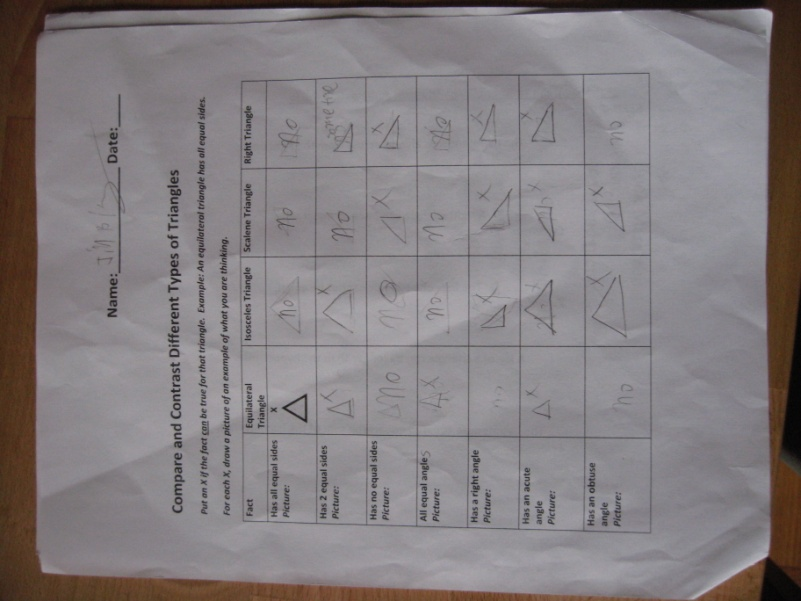 Name: Date:
Compare and Contrast Different Types of Triangles
Put an X if the fact can be true for that triangle. Example: An equilateral triangle has all equal sides.
For each X, draw a picture of an example of what you are thinking.
Fact Equilateral Triangle Isosceles Triangle Scalene Triangle Right Triangle
Has all equal sides x no no no
Picture:
Has 2 equal sides x x no sometime
Picture:
Has no equal sides no no x x
Picture:
All equal angles x no no no
Picture:
Has a right angle no x x x
Picture:
Has an acute angle x x x x
Picture:
Has an obtuse angle no x x no
Picture: